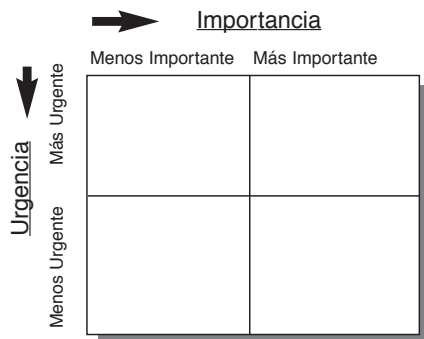 Importancia
Menos Importante
Más Importante
Urgencia
Más Urgente
Menos Urgente